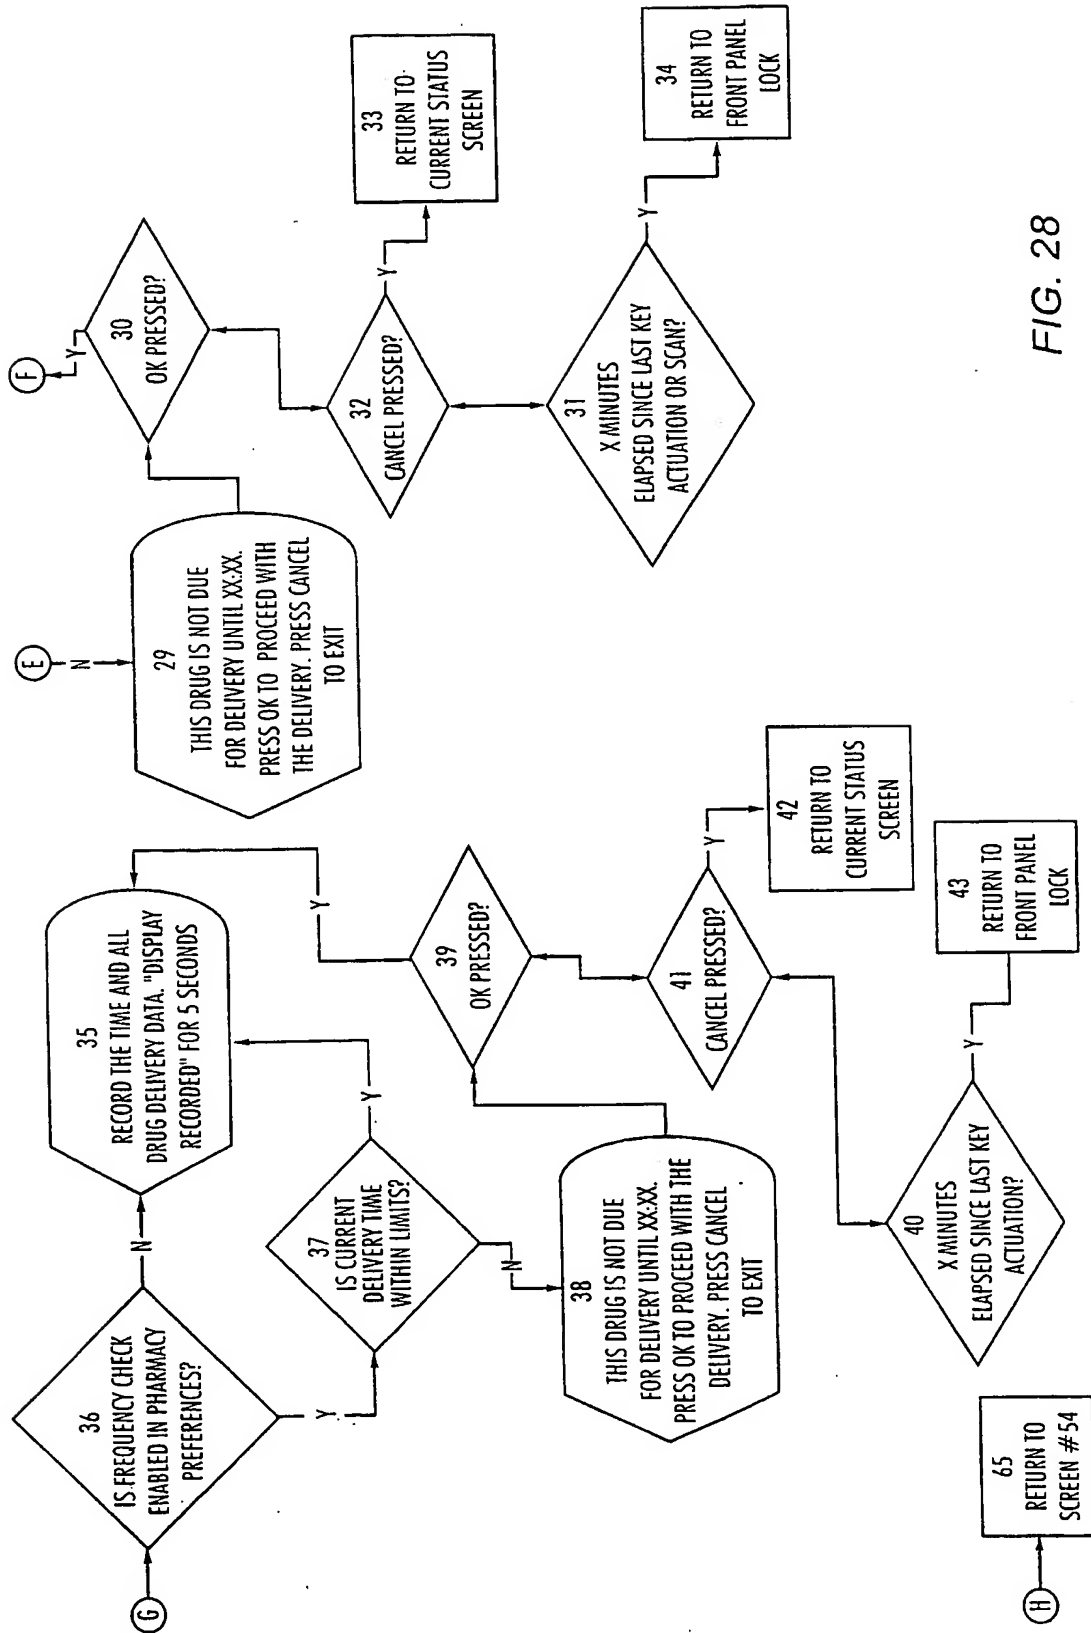 G
36
IS FREQUENCY CHECK
ENABLED IN PHARMACY
PREFERENCES?
N
Y
35
RECORD THE TIME AND ALL
DRUG DELIVERY DATA. "DISPLAY
RECORDED" FOR 5 SECONDS
37
IS CURRENT
DELIVERY TIME
WITHIN LIMITS?
Y
N
38
THIS DRUG IS NOT DUE
FOR DELIVERY UNTIL XX:XX.
PRESS OK TO PROCEED WITH THE
DELIVERY. PRESS CANCEL
TO EXIT
39
OK PRESSED?
Y
41
CANCEL PRESSED?
Y
42
RETURN TO
CURRENT STATUS
SCREEN
40
X MINUTES
ELAPSED SINCE LAST KEY
ACTUATION?
Y
43
RETURN TO
FRONT PANEL
LOCK
H
65
RETURN TO
SCREEN #54
E
N
29
THIS DRUG IS NOT DUE
FOR DELIVERY UNTIL XX:XX.
PRESS OK TO PROCEED WITH
THE DELIVERY. PRESS CANCEL
TO EXIT
F
Y
30
OK PRESSED?
32
CANCEL PRESSED?
Y
33
RETURN TO
CURRENT STATUS
SCREEN
31
X MINUTES
ELAPSED SINCE LAST KEY
ACTUATION OR SCAN?
Y
34
RETURN TO
FRONT PANEL
LOCK
FIG. 28